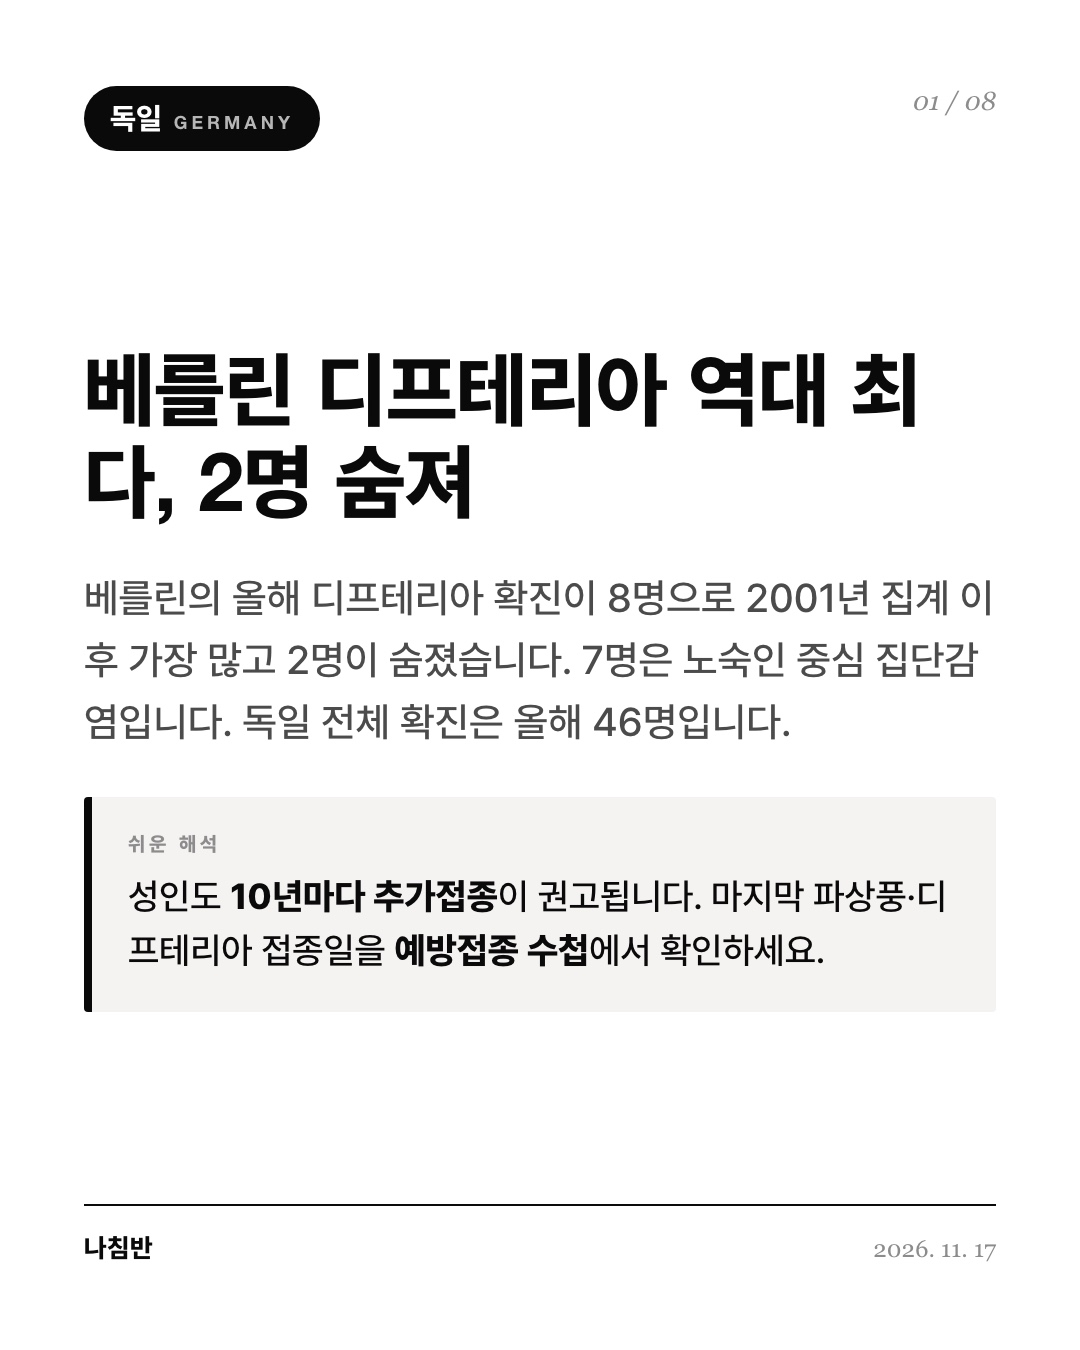 독일 GERMANY
01 / 08
베를린 디프테리아 역대 최
다, 2명 숨져
베를린의 올해 디프테리아 확진이 8명으로 2001년 집계 이
후 가장 많고 2명이 숨졌습니다. 7명은 노숙인 중심 집단감
염입니다. 독일 전체 확진은 올해 46명입니다.
쉬운 해석
성인도 10년마다 추가접종이 권고됩니다. 마지막 파상풍·디
프테리아 접종일을 예방접종 수첩에서 확인하세요.
나침반
2026. 11. 17